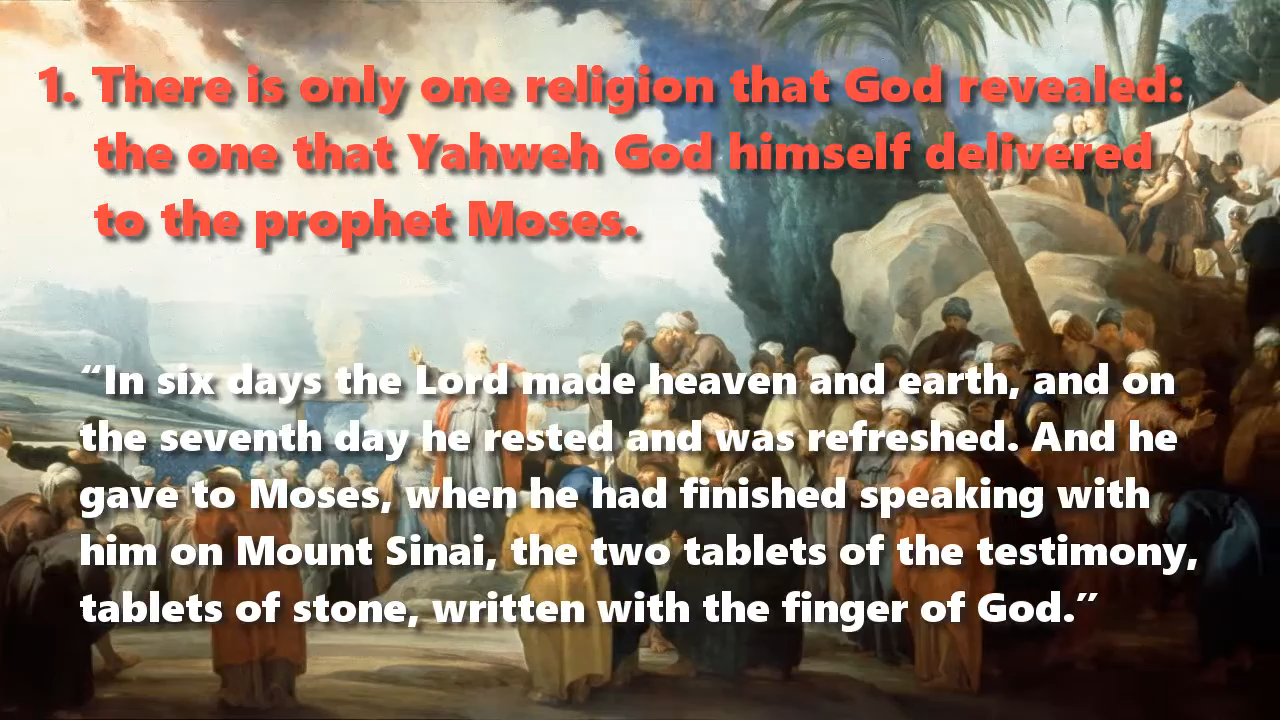 1. There is only one religion that God revealed:
the one that Yahweh God himself delivered
to the prophet Moses.
“In six days the Lord made heaven and earth, and on
the seventh day he rested and was refreshed. And he
gave to Moses, when he had finished speaking with
him on Mount Sinai, the two tablets of the testimony,
tablets of stone, written with the finger of God.”